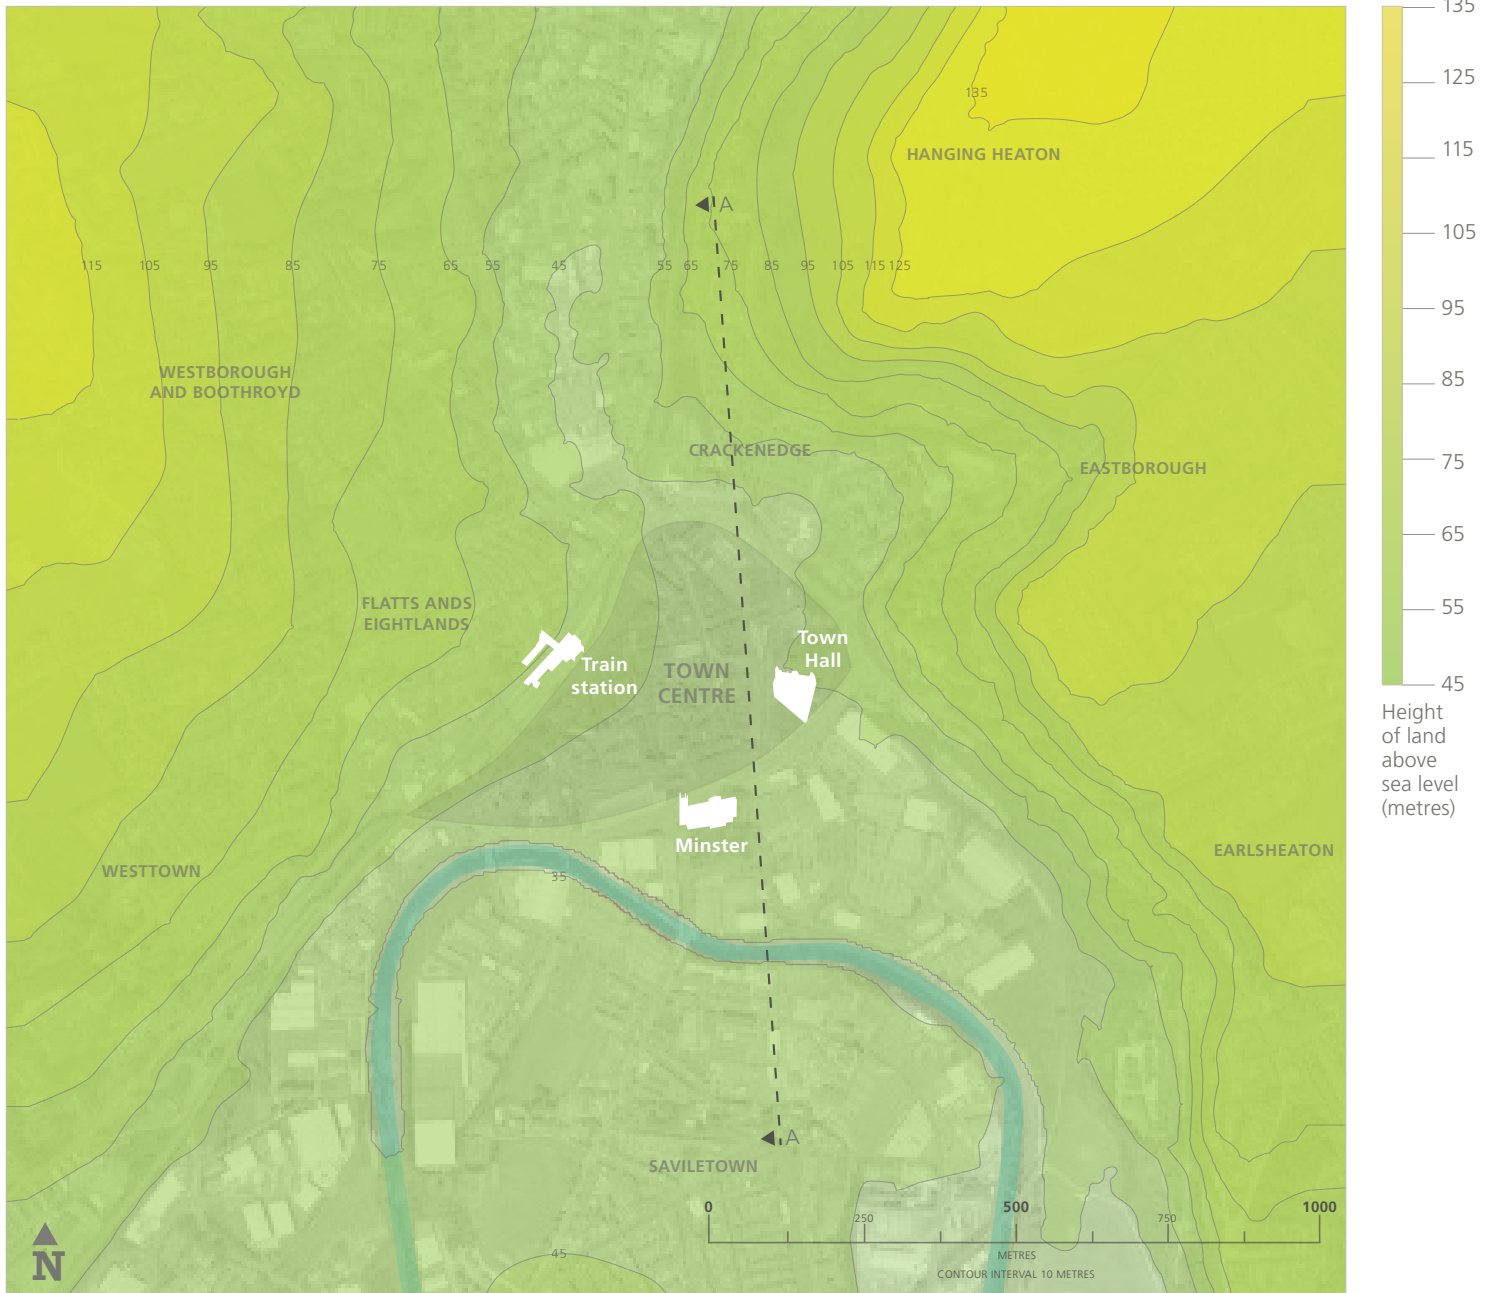 135
HANGING HEATON
A
115 105 95 85 75 65 55 45 55 65 75 85 95 105 115 125
WESTBOROUGH
AND BOOTHROYD
CRACKENEDGE
EASTBOROUGH
FLATTS ANDS
EIGHTLANDS
Train
station
TOWN
CENTRE
Town
Hall
Minster
WESTTOWN
35
EARLSHEATON
A
SAVILETOWN
0 500 1000
250 750
METRES
CONTOUR INTERVAL 10 METRES
45
N
135
125
115
105
95
85
75
65
55
45
Height
of land
above
sea level
(metres)